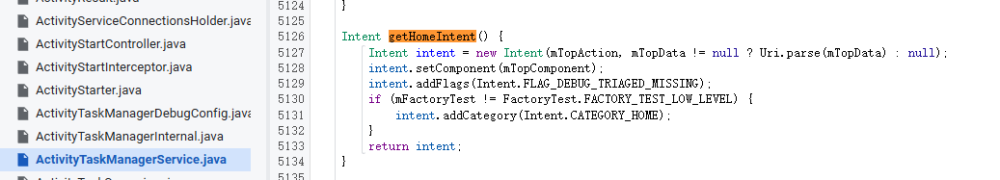 ActivityServiceConnectionsHolder.java
ActivityStartController.java
ActivityStartInterceptor.java
ActivityStarter.java
ActivityTaskManagerDebugConfig.java
ActivityTaskManagerInternal.java
ActivityTaskManagerService.java
5124 }
5125
5126 Intent getHomeIntent() {
5127 Intent intent = new Intent(mTopAction, mTopData != null ? Uri.parse(mTopData) : null);
5128 intent.setComponent(mTopComponent);
5129 intent.addFlags(Intent.FLAG_DEBUG_TRIAGED_MISSING);
5130 if (mFactoryTest != FactoryTest.FACTORY_TEST_LOW_LEVEL) {
5131 intent.addCategory(Intent.CATEGORY_HOME);
5132 }
5133 return intent;
5134 }
5135